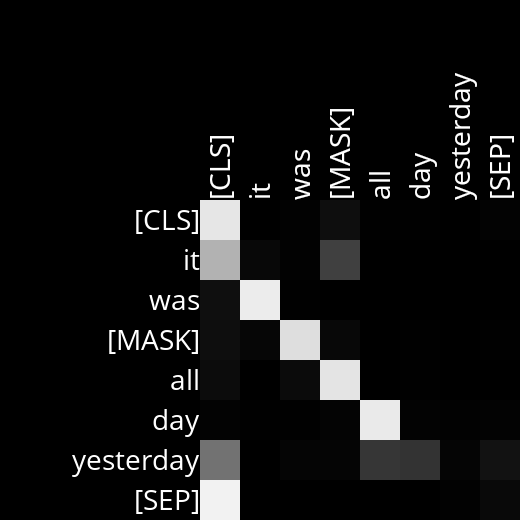 [CLS]
it
was
[MASK]
all
day
yesterday
[SEP]
[CLS]
it
was
[MASK]
all
day
yesterday
[SEP]